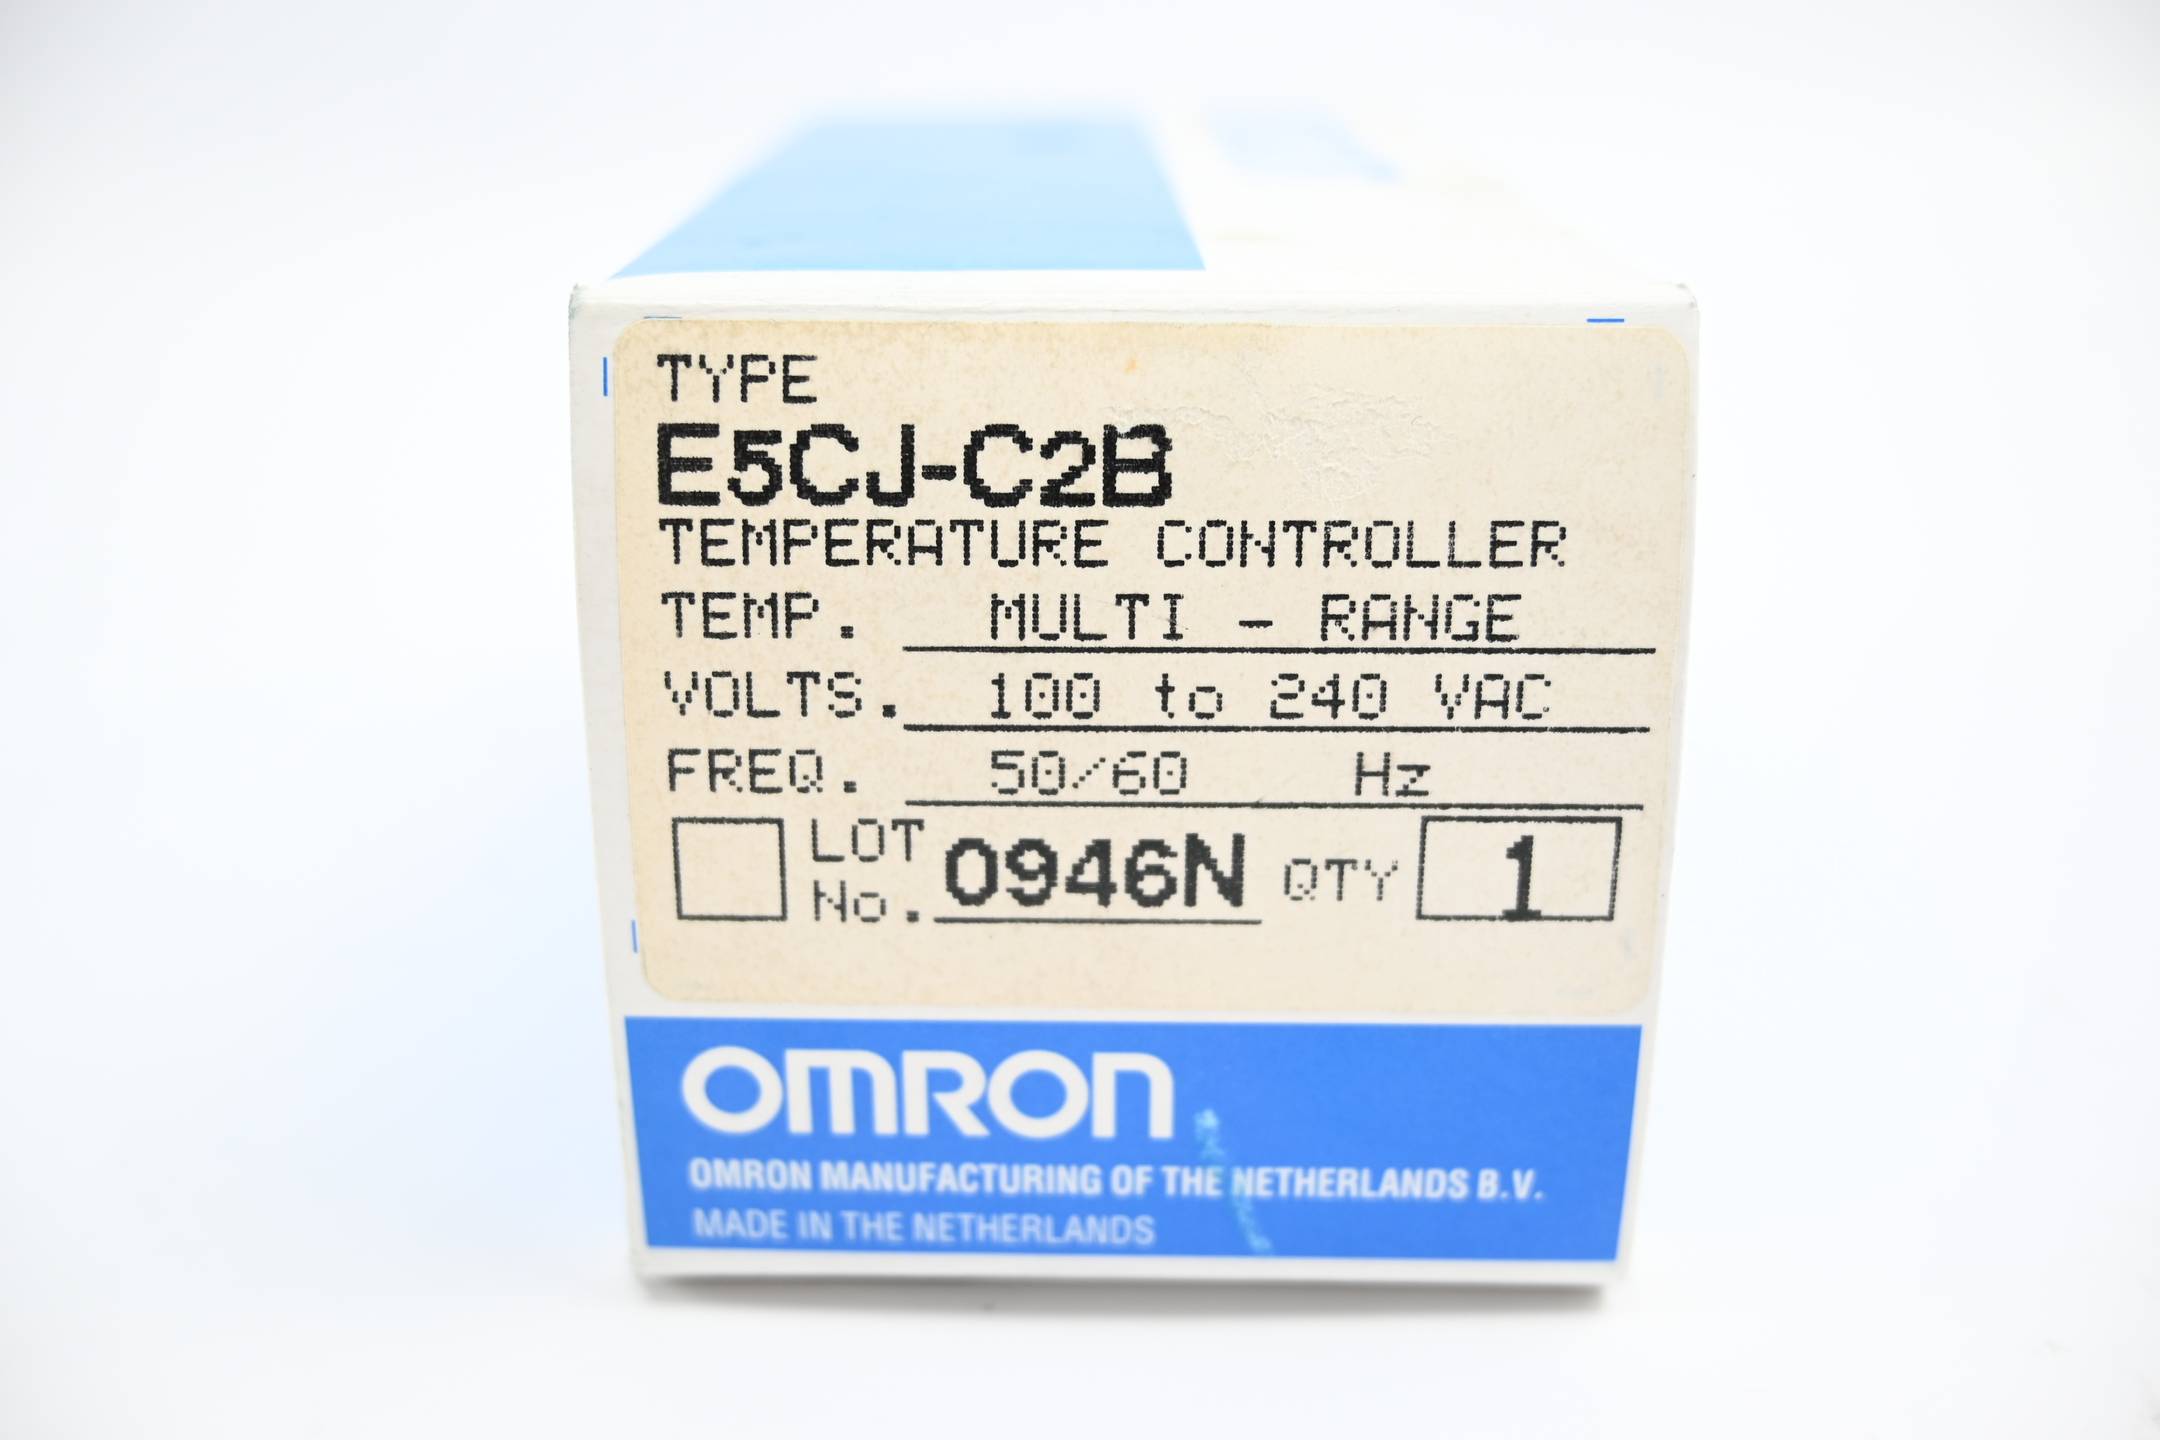 TYPE
E5CJ-C2B
TEMPERATURE CONTROLLER
TEMP. MULTI - RANGE
VOLTS. 100 to 240 VAC
FREQ. 50/60 Hz
LOT No. 0946N QTY 1
OMRON
OMRON MANUFACTURING OF THE NETHERLANDS B.V.
MADE IN THE NETHERLANDS